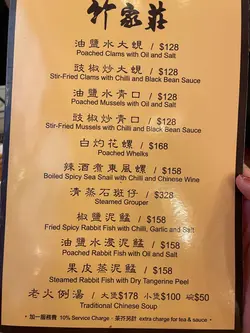 竹家莊
油鹽水大蜆 / $128
Poached Clams with Oil and Salt
豉椒炒大蜆 / $128
Stir-Fried Clams with Chilli and Black Bean Sauce
油鹽水青口 / $128
Poached Mussels with Oil and Salt
豉椒炒青口 / $128
Stir-Fried Mussels with Chilli and Black Bean Sauce
白灼花螺 / $168
Poached Whelks
辣酒煮東風螺 / $158
Boiled Spicy Sea Snail with Chilli and Chinese Wine
清蒸石斑仔 / $328
Steamed Grouper
椒鹽泥鯭 / $158
Fried Spicy Rabbit Fish with Chilli, Garlic and Salt
油鹽水浸泥鯭 / $158
Poached Rabbit Fish with Oil and Salt
果皮蒸泥鯭 / $158
Steamed Rabbit Fish with Dry Tangerine Peel
老火例湯 / 大煲$178 小煲$100 碗$50
Traditional Chinese Soup
- 加一服務費 10% Service Charge - 茶芥另計 extra charge for tea & sauce -